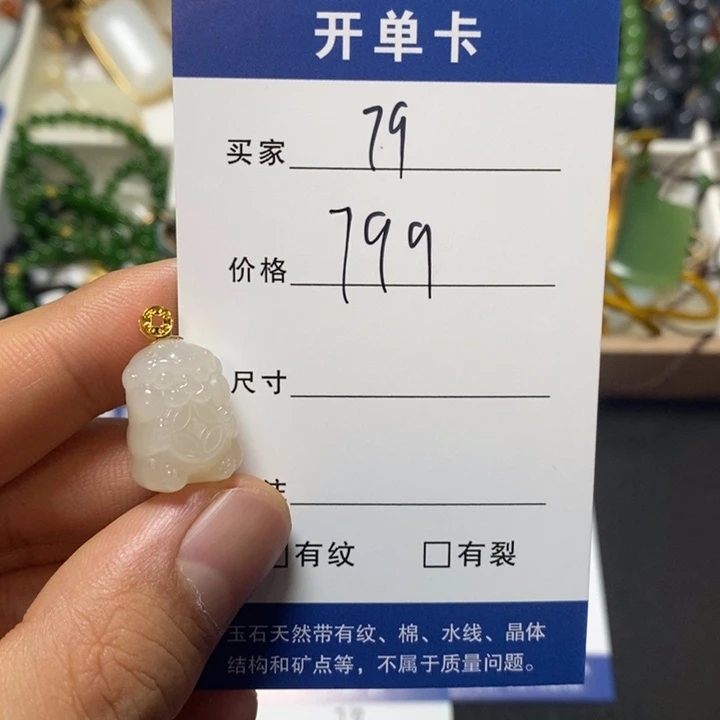 开单卡
买家 79
价格 799
尺寸
有纹 有裂
玉石天然带有纹、棉、水线、晶体
结构和矿点等，不属于质量问题。